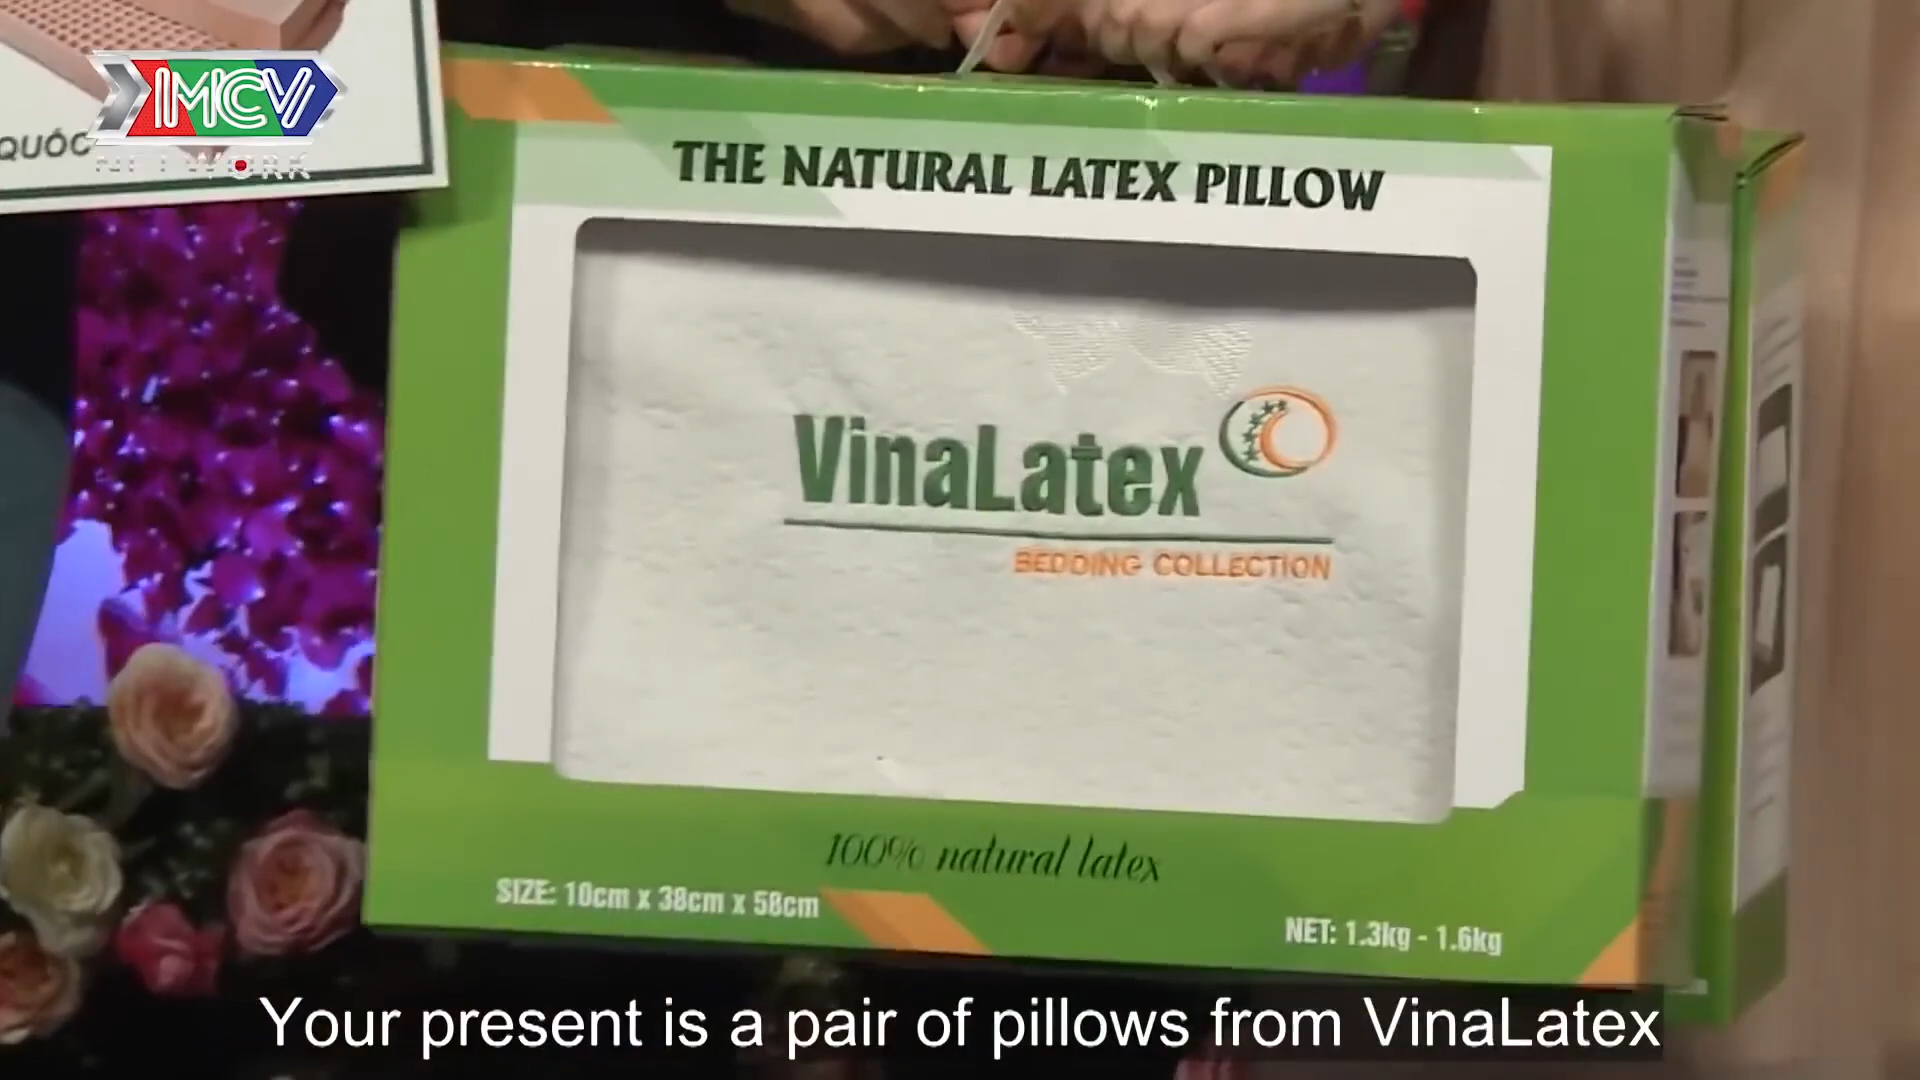 MCV
NETWORK
QUỐC
THE NATURAL LATEX PILLOW
VinaLatex
BEDDING COLLECTION
100% natural latex
SIZE: 10cm x 38cm x 58cm
NET: 1.3kg - 1.6kg
Your present is a pair of pillows from VinaLatex